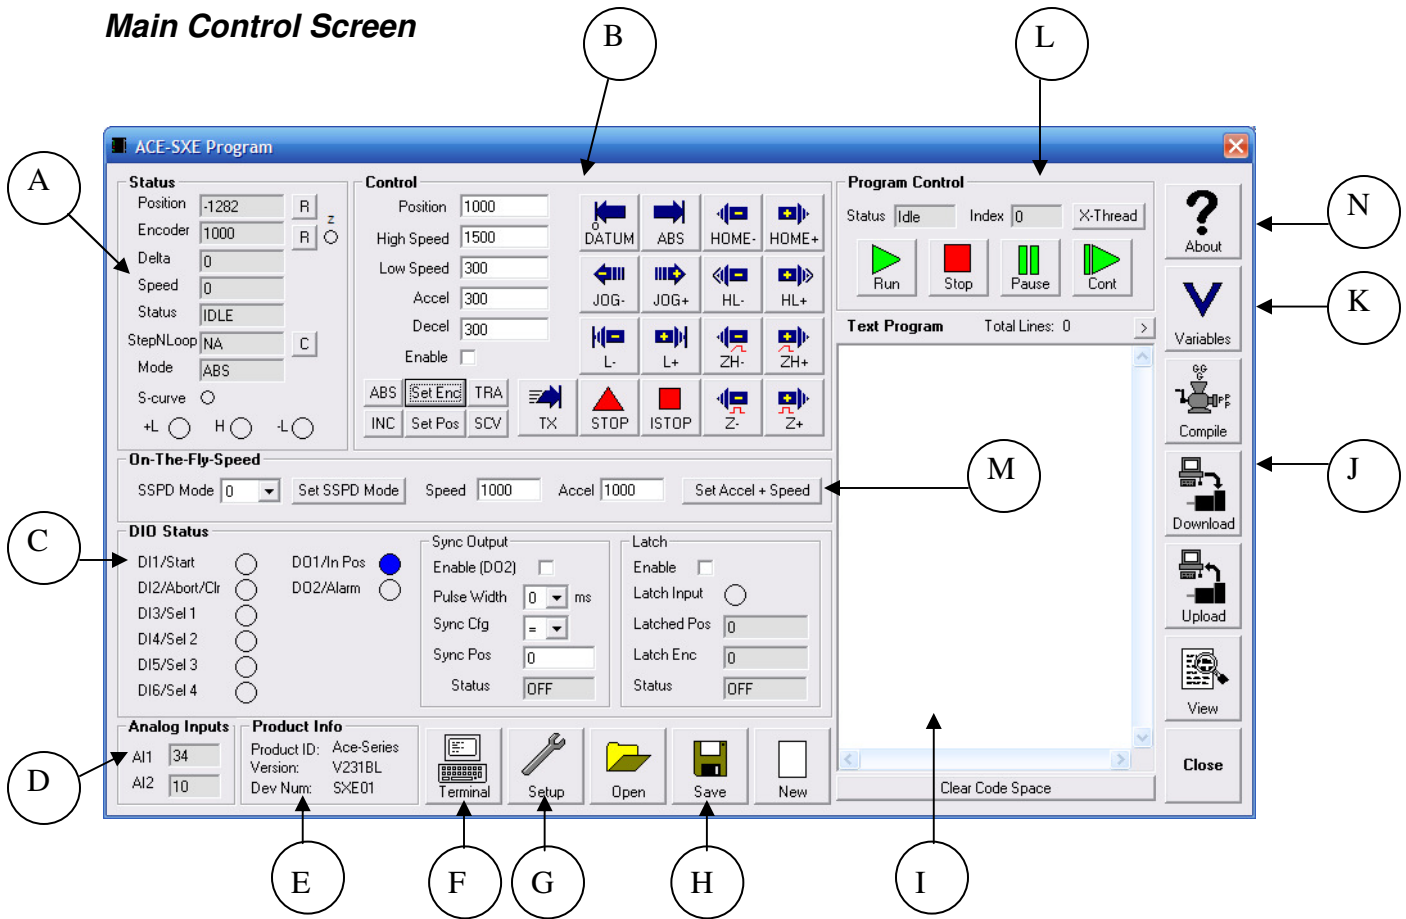 Main Control Screen
B
L
A
N
K
J
M
C
D
E
F
G
H
I
ACE-SXE Program
Status
Position -1282 R
Z
Encoder 1000 R
Delta 0
Speed 0
Status IDLE
StepNLoop NA C
Mode ABS
S-curve
+L H -L
Control
Position 1000
High Speed 1500
Low Speed 300
Accel 300
Decel 300
Enable
ABS Set Enc TRA
INC Set Pos SCV
DATUM ABS HOME- HOME+
JOG- JOG+ HL- HL+
L- L+ ZH- ZH+
TX STOP ISTOP Z- Z+
Program Control
Status Idle Index 0 X-Thread
Run Stop Pause Cont
Text Program Total Lines: 0 >
Clear Code Space
About
Variables
Compile
Download
Upload
View
Close
On-The-Fly-Speed
SSPD Mode 0 Set SSPD Mode Speed 1000 Accel 1000 Set Accel + Speed
DIO Status
DI1/Start DO1/In Pos
DI2/Abort/Clr DO2/Alarm
DI3/Sel 1
DI4/Sel 2
DI5/Sel 3
DI6/Sel 4
Sync Output
Enable (DO2)
Pulse Width 0 ms
Sync Cfg =
Sync Pos 0
Status OFF
Latch
Enable
Latch Input
Latched Pos 0
Latch Enc 0
Status OFF
Analog Inputs
AI1 34
AI2 10
Product Info
Product ID: Ace-Series
Version: V231BL
Dev Num: SXE01
Terminal Setup Open Save New